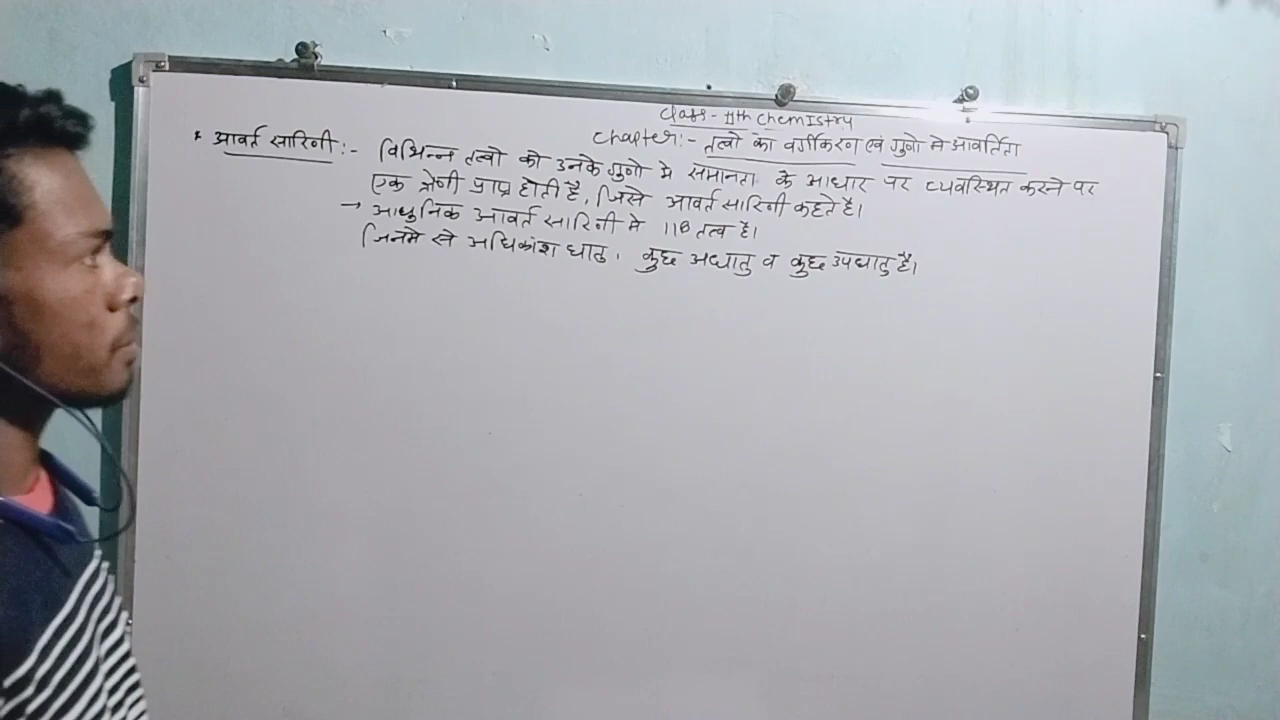 Class - 11th Chemistry
Chapter :- तत्वो का वर्गीकरण एवं गुणो मे आवर्तिता
* आवर्त सारिणी :- विभिन्न तत्वो को उनके गुणो मे समानता के आधार पर व्यवस्थित करने पर
एक श्रेणी प्राप्त होती है, जिसे आवर्त सारिणी कहते है।
→ आधुनिक आवर्त सारिणी मे 118 तत्व है।
जिनमे से अधिकांश धातु, कुछ अधातु व कुछ उपधातु है।